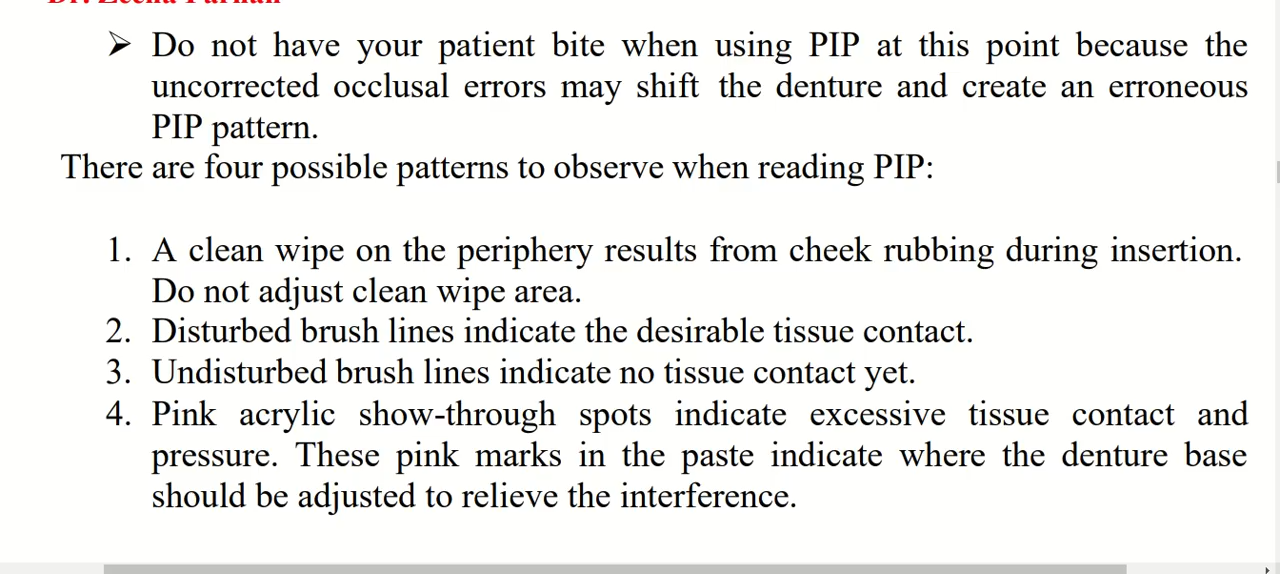 ➢ Do not have your patient bite when using PIP at this point because the
uncorrected occlusal errors may shift the denture and create an erroneous
PIP pattern.
There are four possible patterns to observe when reading PIP:
1. A clean wipe on the periphery results from cheek rubbing during insertion.
Do not adjust clean wipe area.
2. Disturbed brush lines indicate the desirable tissue contact.
3. Undisturbed brush lines indicate no tissue contact yet.
4. Pink acrylic show-through spots indicate excessive tissue contact and
pressure. These pink marks in the paste indicate where the denture base
should be adjusted to relieve the interference.